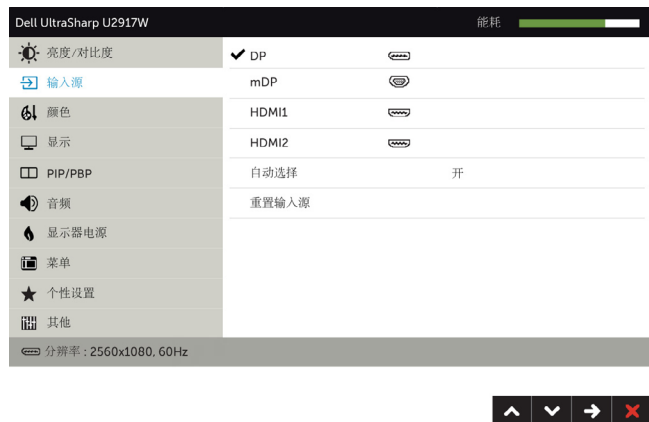 Dell UltraSharp U2917W 能耗
亮度/对比度
输入源
颜色
显示
PIP/PBP
音频
显示器电源
菜单
个性设置
其他
DP
mDP
HDMI1
HDMI2
自动选择 开
重置输入源
分辨率 : 2560x1080, 60Hz